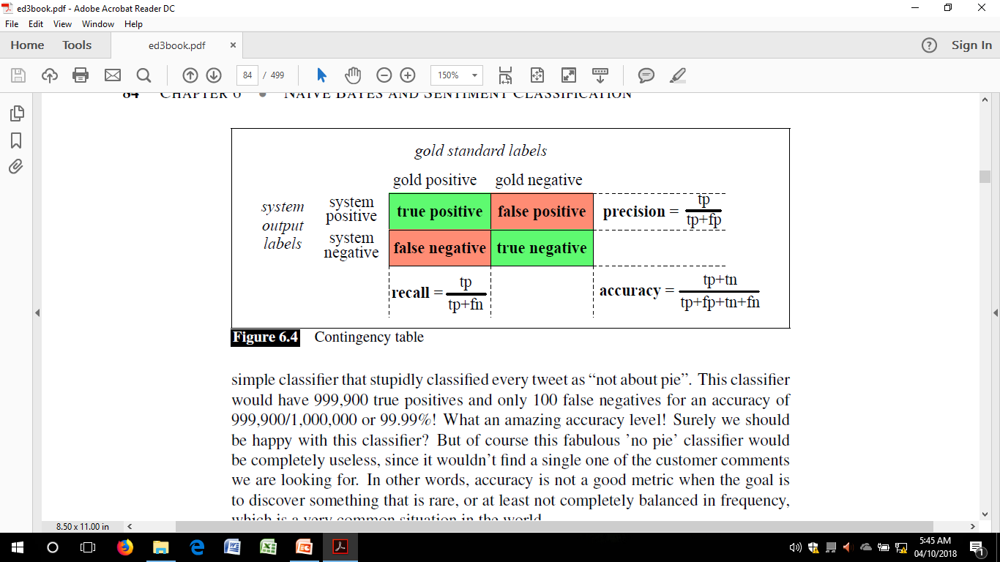 ed3book.pdf - Adobe Acrobat Reader DC
File Edit View Window Help
Home Tools ed3book.pdf × ? Sign In
84 / 499 150%
84 CHAPTER 6 • NAIVE BAYES AND SENTIMENT CLASSIFICATION
gold standard labels
gold positive gold negative
system output labels
system positive
true positive false positive precision = tp
tp+fp
system negative
false negative true negative
recall = tp
tp+fn
accuracy = tp+tn
tp+fp+tn+fn
Figure 6.4 Contingency table
simple classifier that stupidly classified every tweet as “not about pie”. This classifier
would have 999,900 true positives and only 100 false negatives for an accuracy of
999,900/1,000,000 or 99.99%! What an amazing accuracy level! Surely we should
be happy with this classifier? But of course this fabulous ’no pie’ classifier would
be completely useless, since it wouldn’t find a single one of the customer comments
we are looking for. In other words, accuracy is not a good metric when the goal is
to discover something that is rare, or at least not completely balanced in frequency,
which is a very common situation in the world.
8.50 x 11.00 in
5:45 AM
04/10/2018
1